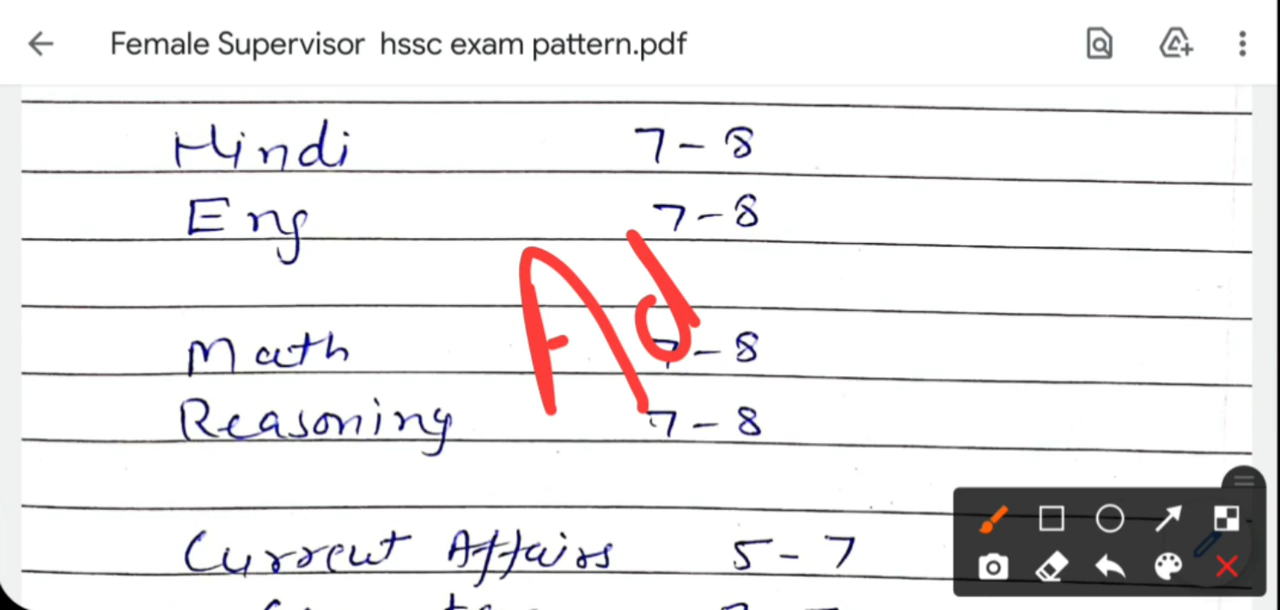 Female Supervisor hssc exam pattern.pdf
Hindi 7-8
Eng 7-8
Ad
Math 7-8
Reasoning 7-8
Current Affairs 5-7